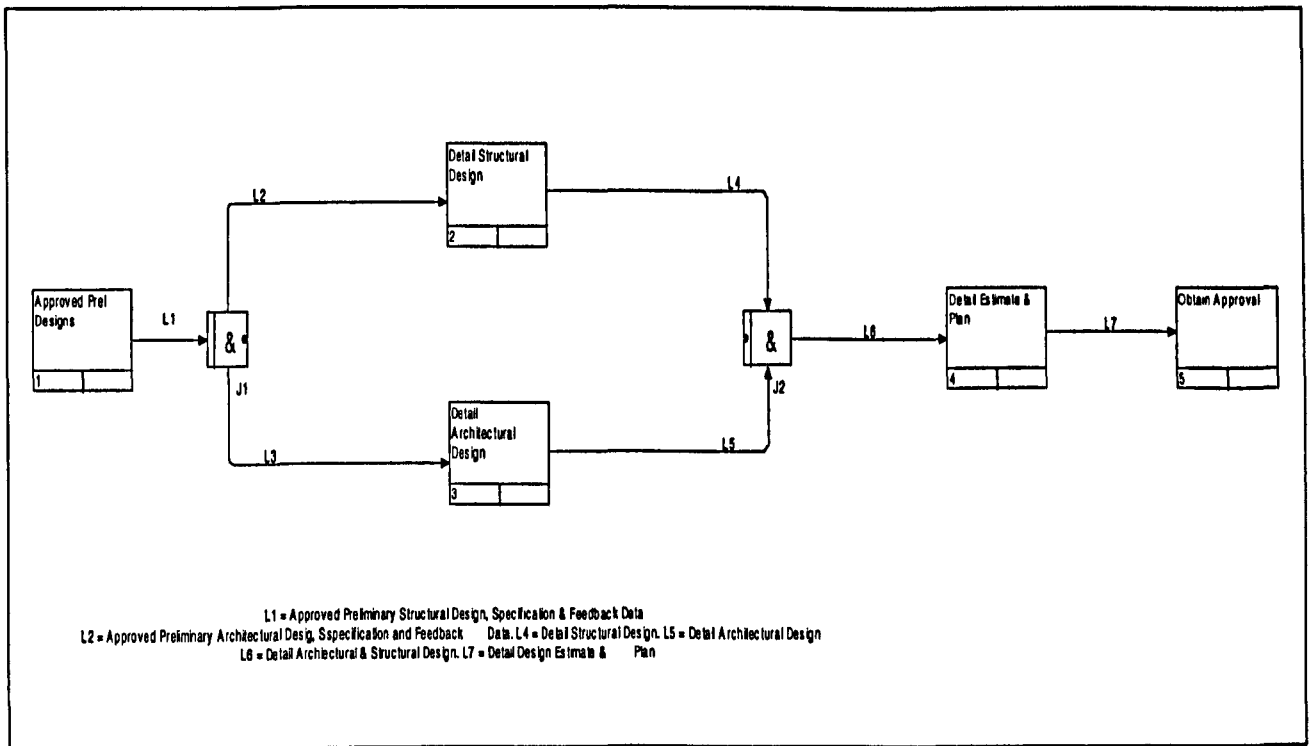 Detail Structural
Design
2
L2
L4
Approved Prel
Designs
1
L1
&
J1
&
J2
L6
Detail Estimate &
Plan
4
L7
Obtain Approval
5
L3
Detail
Architectural
Design
3
L5
L1 = Approved Preliminary Structural Design, Specification & Feedback Data
L2 = Approved Preliminary Architectural Desig, Sspecification and Feedback Data. L4 = Detail Structural Design. L5 = Detail Architectural Design
L6 = Detail Archiectural & Structural Design. L7 = Detail Design Estmate & Plan